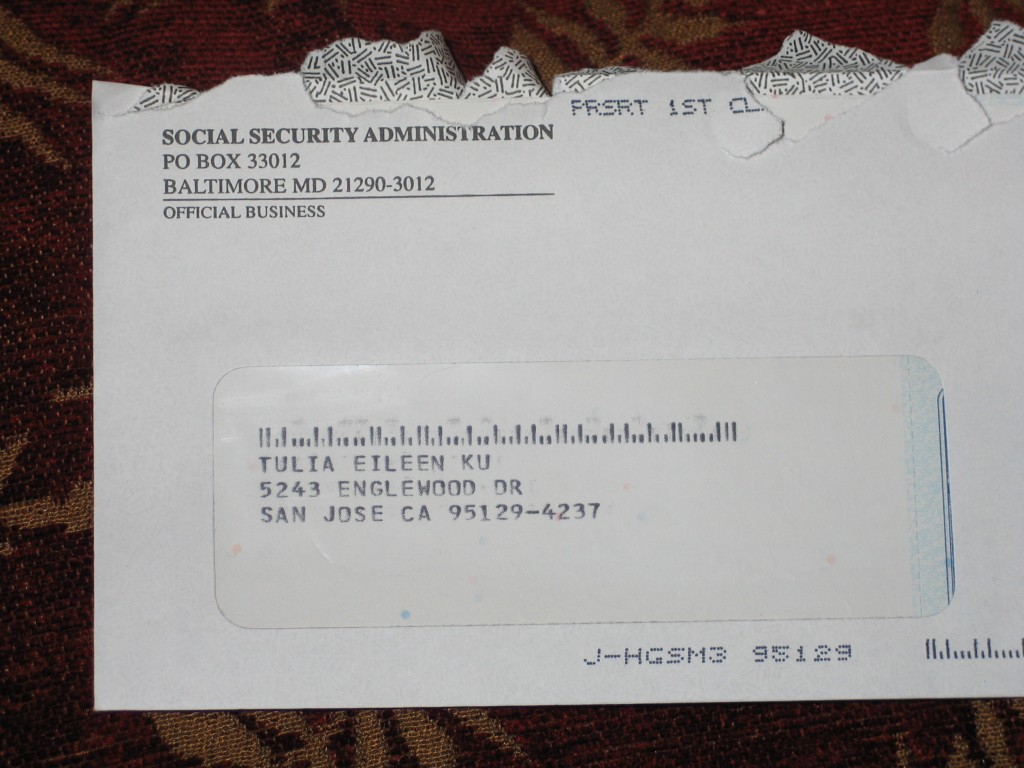 PRSRT 1ST
SOCIAL SECURITY ADMINISTRATION
PO BOX 33012
BALTIMORE MD 21290-3012
OFFICIAL BUSINESS
TULIA EILEEN KU
5243 ENGLEWOOD DR
SAN JOSE CA 95129-4237
J-HGSM3 95129